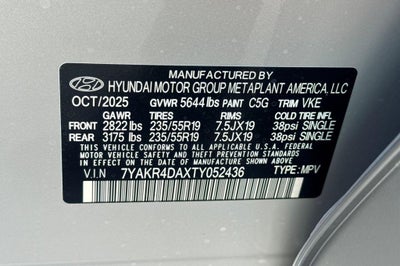 HYUNDAI MOTOR GROUP METAPLANT AMERICA, LLC
OCT/2025 GVWR 5644 lbs PAINT C5G TRIM VKE
GAWR TIRES RIMS COLD TIRE INFL
FRONT 2822 lbs 235/55R19 7.5JX19 38psi SINGLE
REAR 3175 lbs 235/55R19 7.5JX19 38psi SINGLE
THIS VEHICLE CONFORMS TO ALL APPLICABLE FEDERAL
MOTOR VEHICLE SAFETY AND THEFT PREVENTION STANDARDS
IN EFFECT ON THE DATE OF MANUFACTURE SHOWN ABOVE.
V.I.N 7YAKR4DAXTY052436 TYPE: MPV